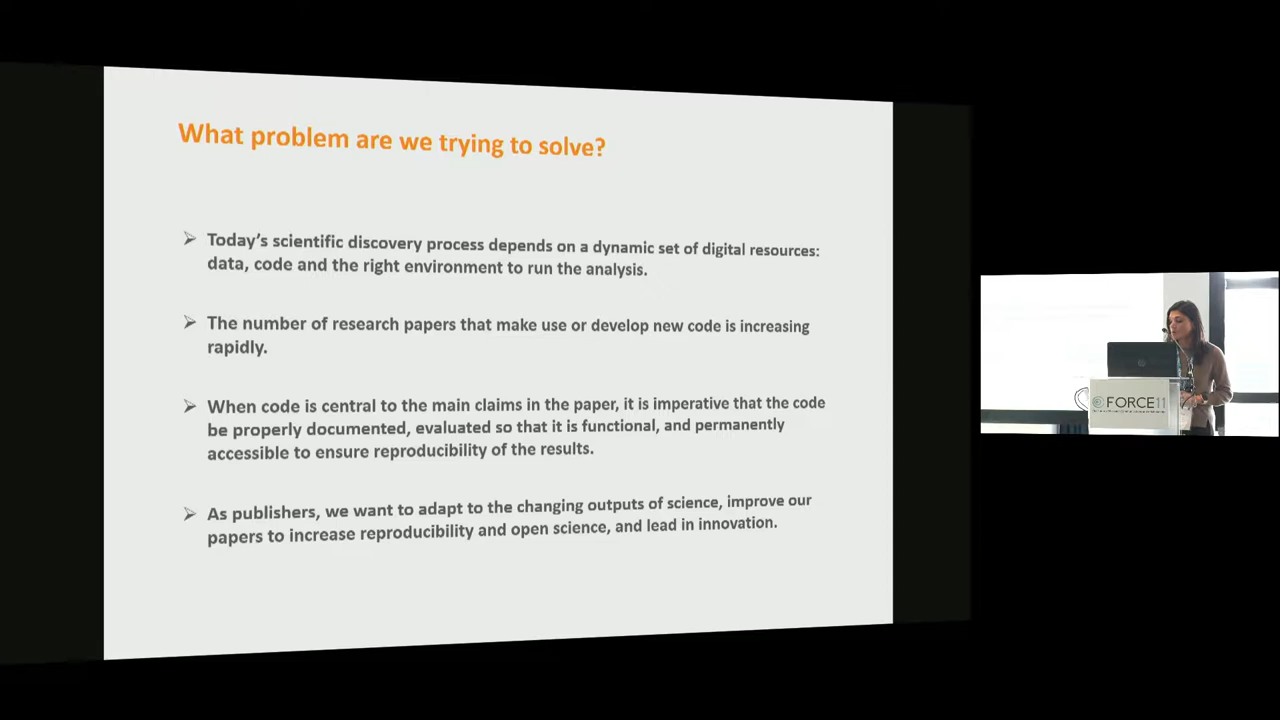 What problem are we trying to solve?
➢ Today's scientific discovery process depends on a dynamic set of digital resources:
data, code and the right environment to run the analysis.
➢ The number of research papers that make use or develop new code is increasing
rapidly.
➢ When code is central to the main claims in the paper, it is imperative that the code
be properly documented, evaluated so that it is functional, and permanently
accessible to ensure reproducibility of the results.
➢ As publishers, we want to adapt to the changing outputs of science, improve our
papers to increase reproducibility and open science, and lead in innovation.
FORCE11